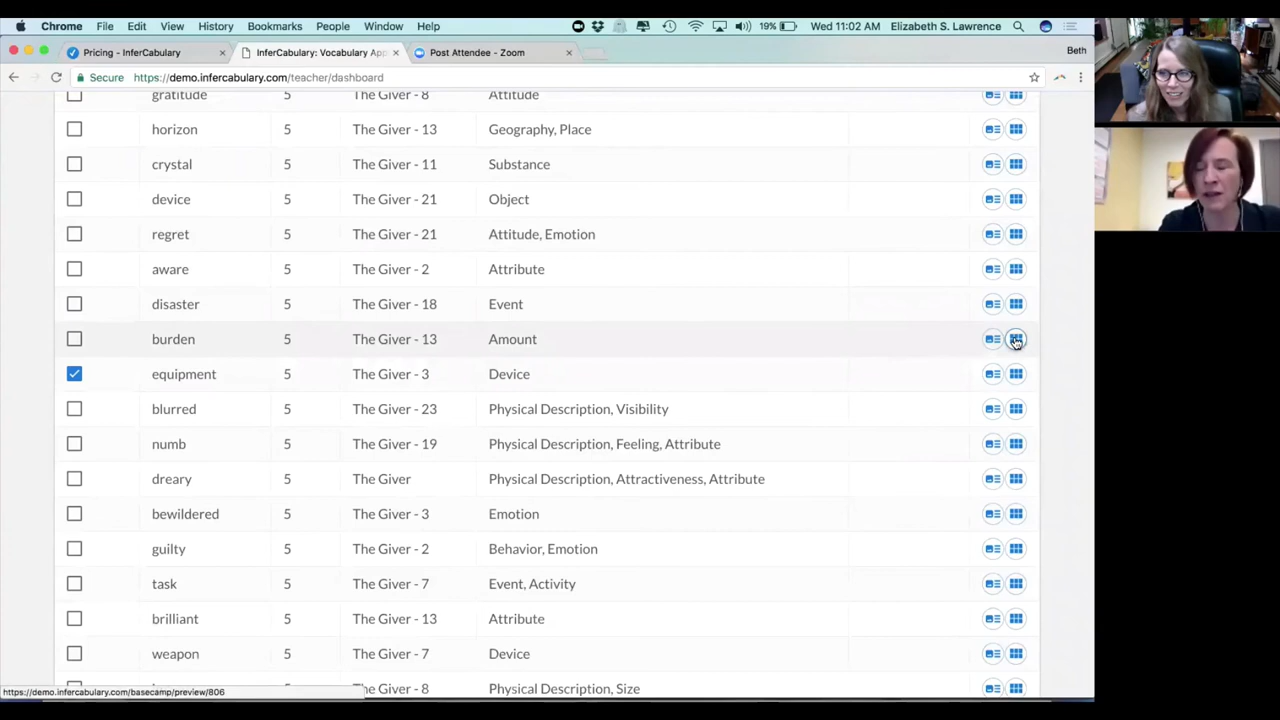 Chrome File Edit View History Bookmarks People Window Help 19% Wed 11:02 AM Elizabeth S. Lawrence
Pricing - InferCabulary InferCabulary: Vocabulary App Post Attendee - Zoom Beth
Secure https://demo.infercabulary.com/teacher/dashboard
gratitude 5 The Giver - 8 Attitude
horizon 5 The Giver - 13 Geography, Place
crystal 5 The Giver - 11 Substance
device 5 The Giver - 21 Object
regret 5 The Giver - 21 Attitude, Emotion
aware 5 The Giver - 2 Attribute
disaster 5 The Giver - 18 Event
burden 5 The Giver - 13 Amount
equipment 5 The Giver - 3 Device
blurred 5 The Giver - 23 Physical Description, Visibility
numb 5 The Giver - 19 Physical Description, Feeling, Attribute
dreary 5 The Giver Physical Description, Attractiveness, Attribute
bewildered 5 The Giver - 3 Emotion
guilty 5 The Giver - 2 Behavior, Emotion
task 5 The Giver - 7 Event, Activity
brilliant 5 The Giver - 13 Attribute
weapon 5 The Giver - 7 Device
5 The Giver - 8 Physical Description, Size
https://demo.infercabulary.com/basecamp/preview/806